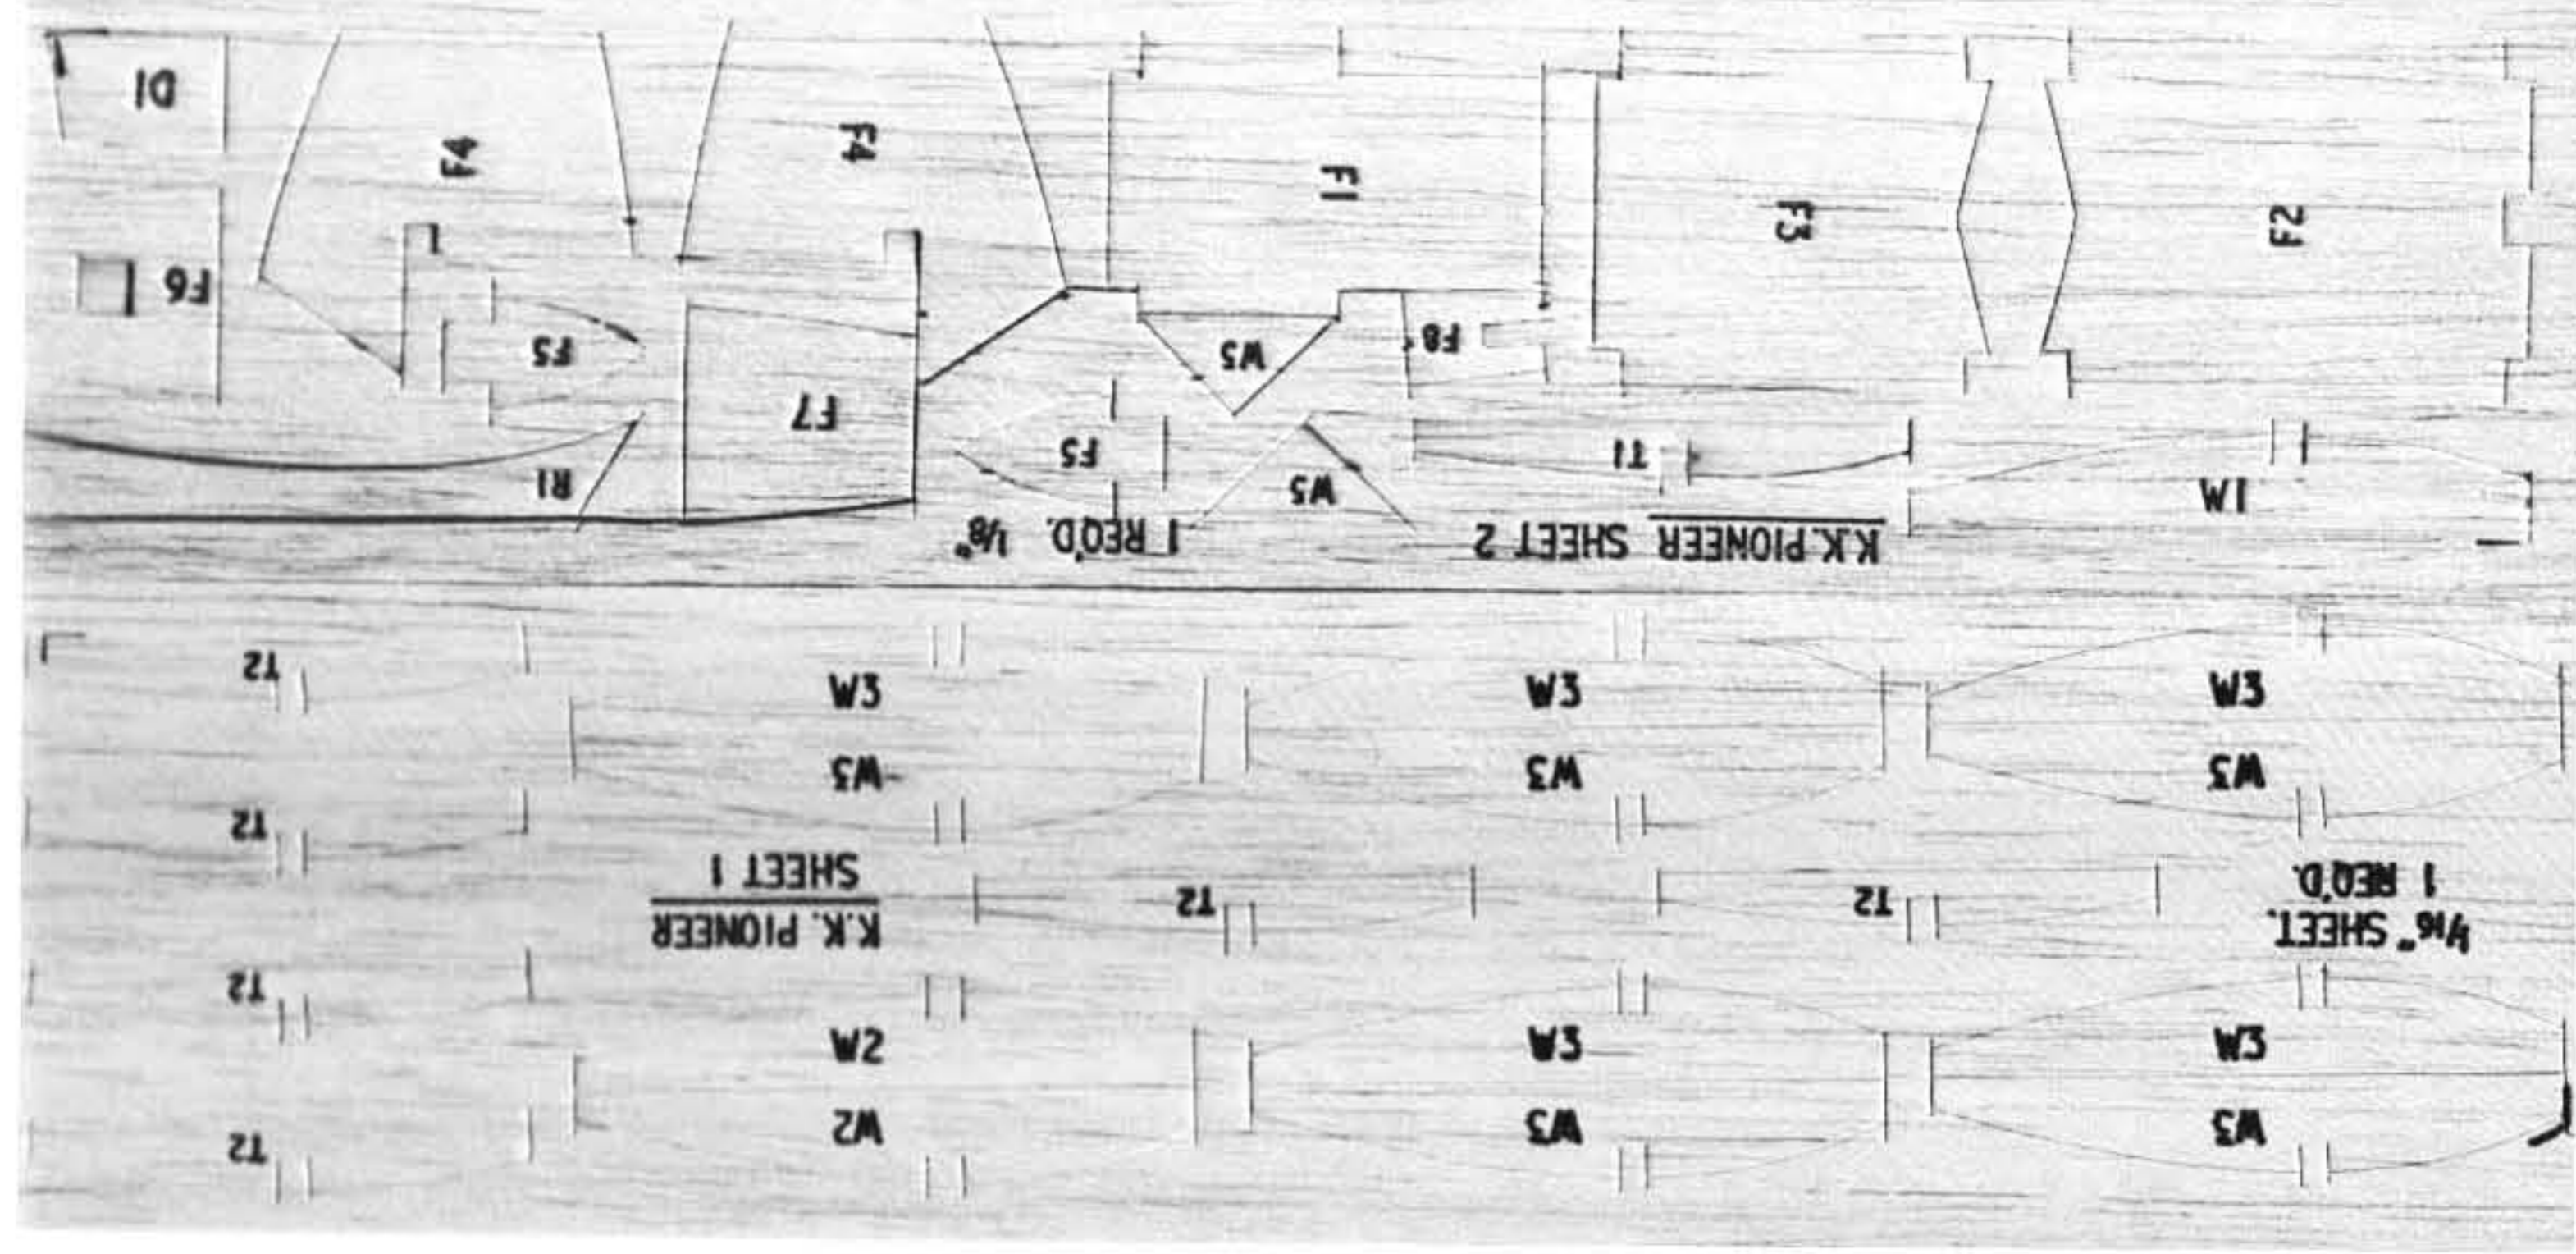 W3
W3
W2
T2
W3
W3
W2
T2
1/16" SHEET.
1 REQ'D.
T2
T2
K.K. PIONEER
SHEET 1
T2
W3
W3
W3
W3
W3
W3
T2
K.K. PIONEER SHEET 2 1 REQ'D. 1/8"
W1
W5
R1
T1
F5
F7
F8
W5
F5
F6
F2
F3
F1
F4
F4
D1